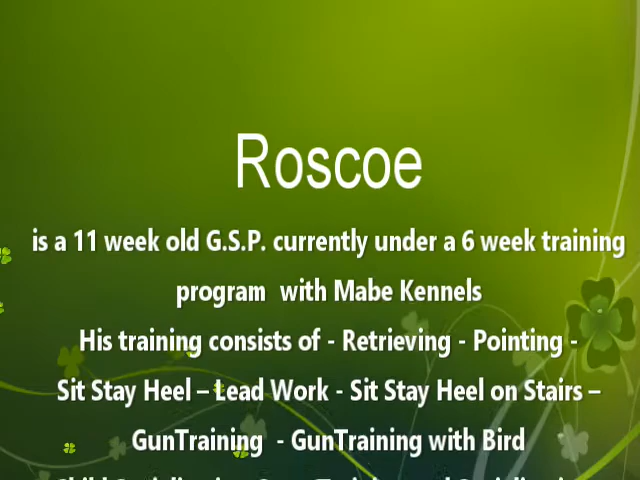 Roscoe
is a 11 week old G.S.P. currently under a 6 week training
program with Mabe Kennels
His training consists of - Retrieving - Pointing -
Sit Stay Heel – Lead Work - Sit Stay Heel on Stairs –
GunTraining - GunTraining with Bird